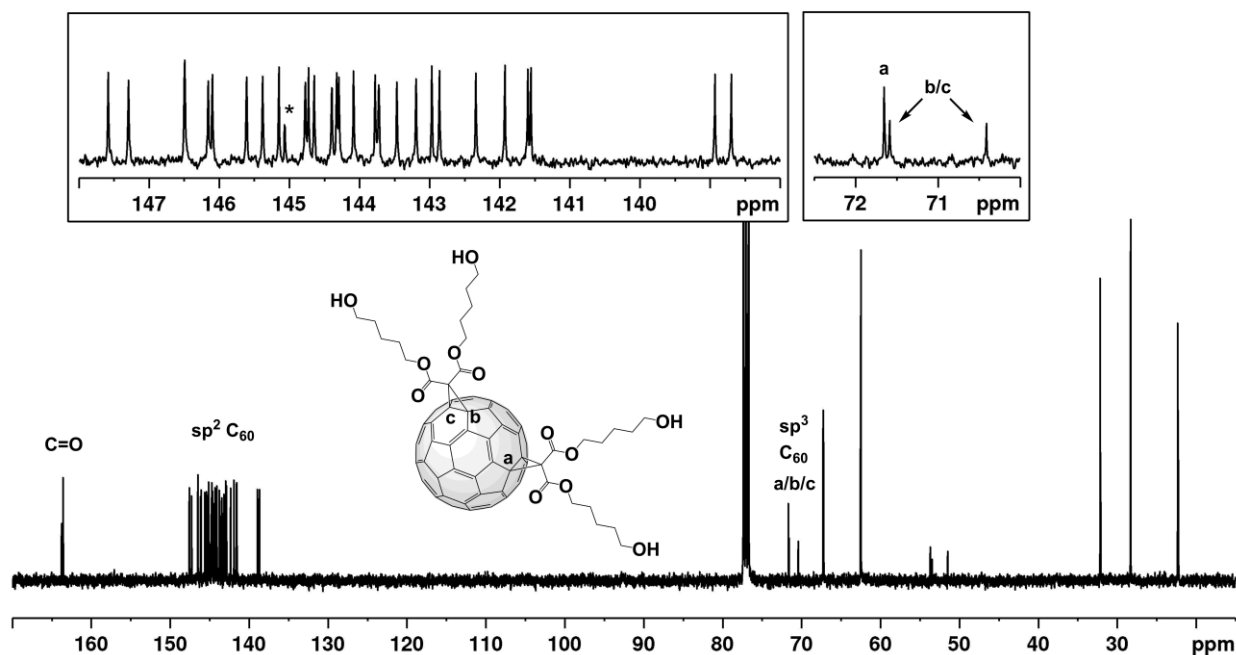 a
b/c
*
147 146 145 144 143 142 141 140 ppm
72 71 ppm
HO
HO
O
O
O
O
OH
c
b
a
O
O
O
O
OH
C=O
sp² C₆₀
sp³
C₆₀
a/b/c
160 150 140 130 120 110 100 90 80 70 60 50 40 30 ppm